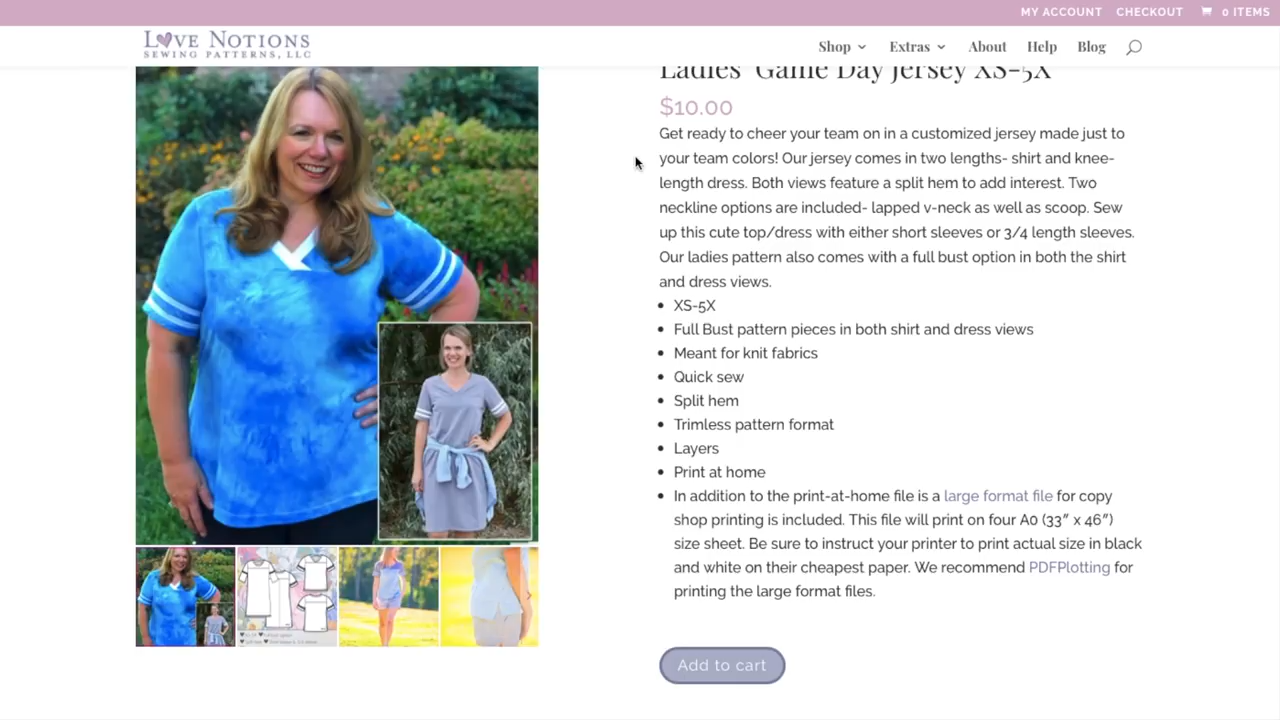 MY ACCOUNT CHECKOUT 0 ITEMS
LOVE NOTIONS
SEWING PATTERNS, LLC
Shop Extras About Help Blog
Ladies' Game Day Jersey XS-5X
$10.00
Get ready to cheer your team on in a customized jersey made just to
your team colors! Our jersey comes in two lengths- shirt and knee-
length dress. Both views feature a split hem to add interest. Two
neckline options are included- lapped v-neck as well as scoop. Sew
up this cute top/dress with either short sleeves or 3/4 length sleeves.
Our ladies pattern also comes with a full bust option in both the shirt
and dress views.
XS-5X
Full Bust pattern pieces in both shirt and dress views
Meant for knit fabrics
Quick sew
Split hem
Trimless pattern format
Layers
Print at home
In addition to the print-at-home file is a large format file for copy
shop printing is included. This file will print on four A0 (33″ x 46″)
size sheet. Be sure to instruct your printer to print actual size in black
and white on their cheapest paper. We recommend PDFPlotting for
printing the large format files.
Add to cart